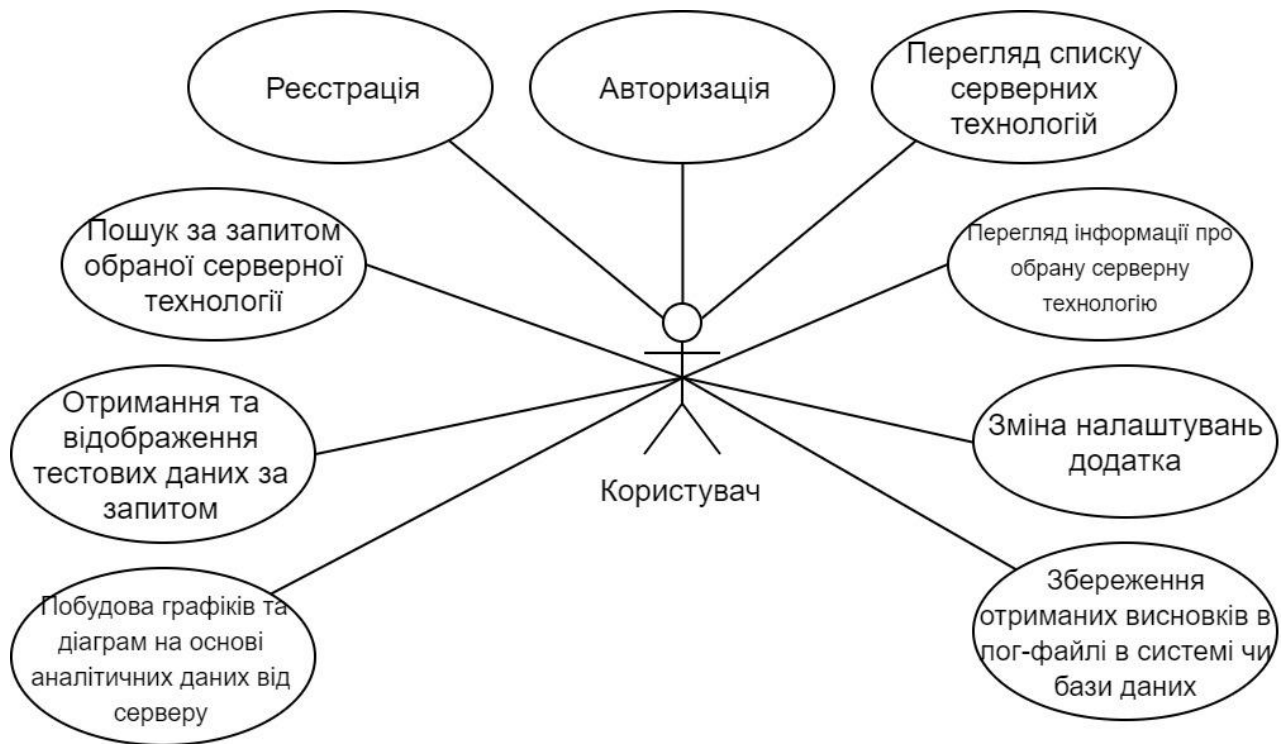 Реєстрація
Авторизація
Перегляд списку
серверних
технологій
Пошук за запитом
обраної серверної
технології
Перегляд інформації про
обрану серверну
технологію
Отримання та
відображення
тестових даних за
запитом
Зміна налаштувань
додатка
Користувач
Побудова графіків та
діаграм на основі
аналітичних даних від
серверу
Збереження
отриманих висновків в
лог-файлі в системі чи
бази даних